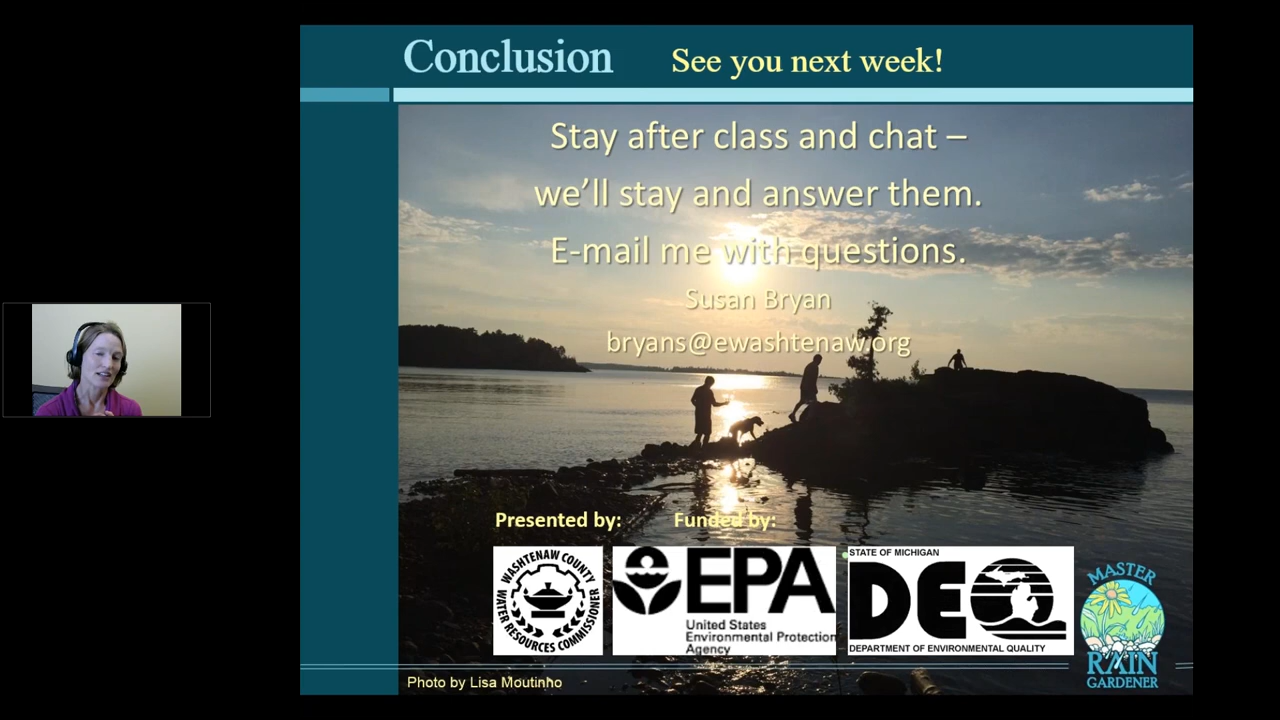 Conclusion See you next week!
Stay after class and chat –
we'll stay and answer them.
E-mail me with questions.
Susan Bryan
bryans@ewashtenaw.org
Presented by: Funded by:
WASHTENAW COUNTY
WATER RESOURCES COMMISSIONER
EPA
United States
Environmental Protection
Agency
STATE OF MICHIGAN
DEQ
DEPARTMENT OF ENVIRONMENTAL QUALITY
MASTER
RAIN
GARDENER
Photo by Lisa Moutinho